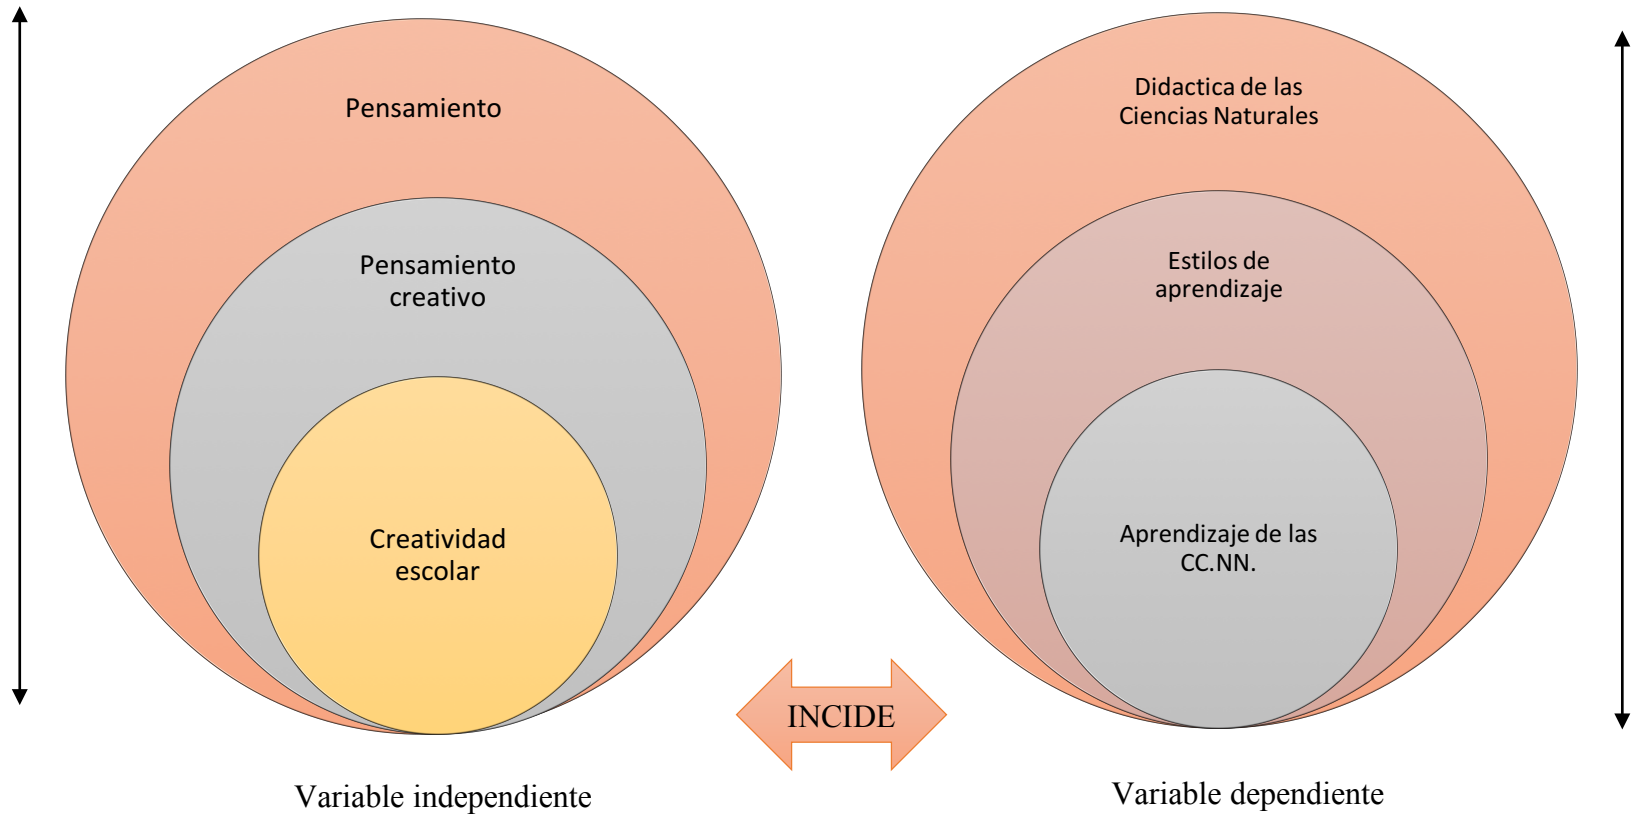 Pensamiento
Pensamiento
creativo
Creatividad
escolar
Didactica de las
Ciencias Naturales
Estilos de
aprendizaje
Aprendizaje de las
CC.NN.
INCIDE
Variable independiente
Variable dependiente